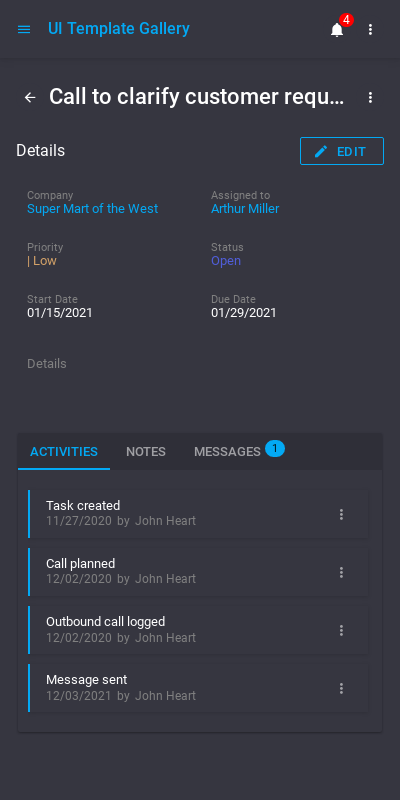 UI Template Gallery
4
Call to clarify customer requ...
Details
EDIT
Company
Assigned to
Super Mart of the West
Arthur Miller
Priority
Status
| Low
Open
Start Date
Due Date
01/15/2021
01/29/2021
Details
ACTIVITIES
NOTES
MESSAGES
1
Task created
11/27/2020 by John Heart
Call planned
12/02/2020 by John Heart
Outbound call logged
12/02/2020 by John Heart
Message sent
12/03/2021 by John Heart